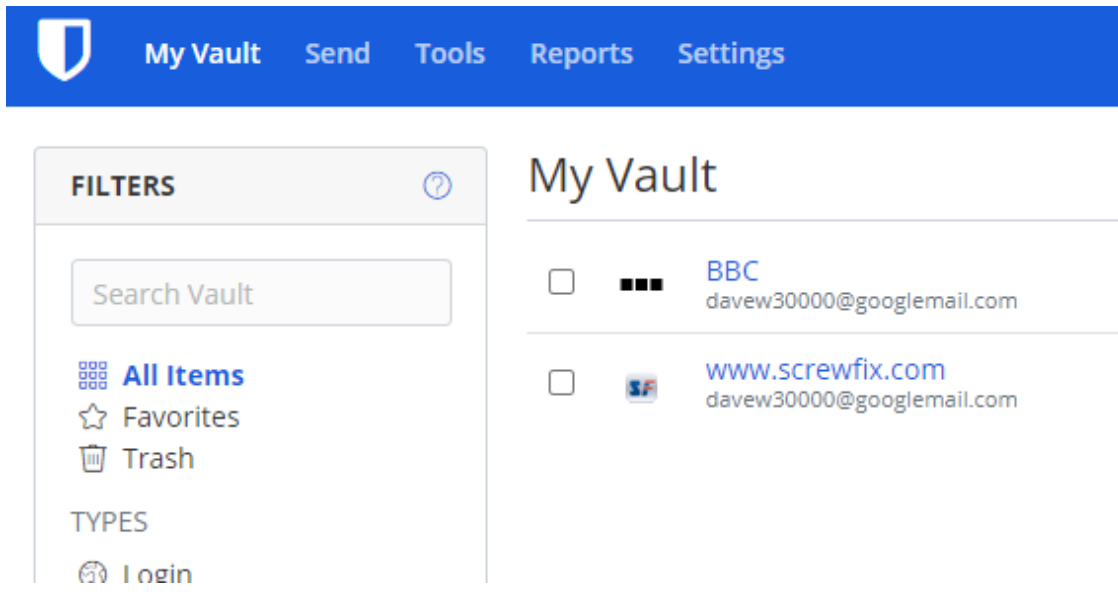 My Vault Send Tools Reports Settings
FILTERS
Search Vault
All Items
Favorites
Trash
TYPES
Login
My Vault
BBC
davew30000@googlemail.com
SF
www.screwfix.com
davew30000@googlemail.com